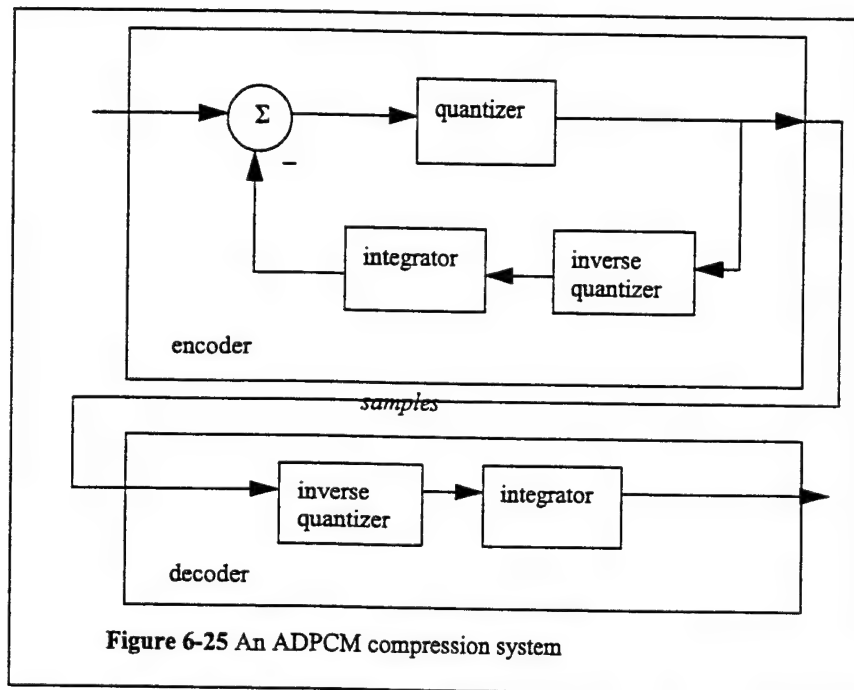 Σ
quantizer
−
integrator
inverse
quantizer
encoder
samples
inverse
quantizer
integrator
decoder
Figure 6-25 An ADPCM compression system